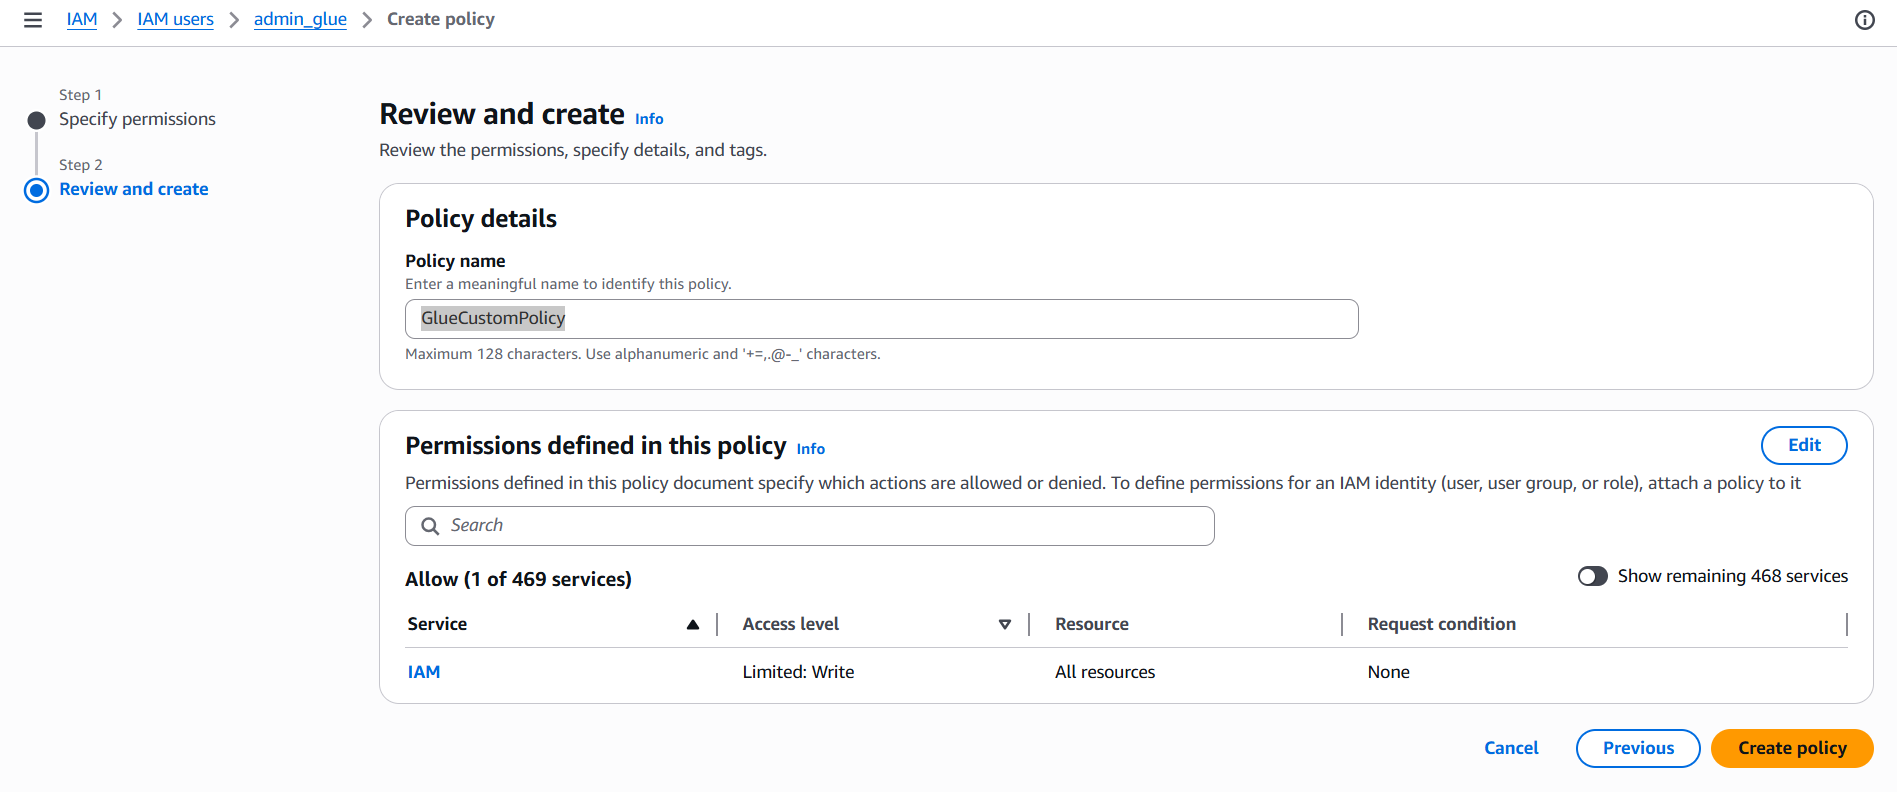 IAM > IAM users > admin_glue > Create policy
Step 1
Specify permissions
Step 2
Review and create
Review and create Info
Review the permissions, specify details, and tags.
Policy details
Policy name
Enter a meaningful name to identify this policy.
GlueCustomPolicy
Maximum 128 characters. Use alphanumeric and '+=,.@-_' characters.
Permissions defined in this policy Info
Edit
Permissions defined in this policy document specify which actions are allowed or denied. To define permissions for an IAM identity (user, user group, or role), attach a policy to it
Search
Allow (1 of 469 services)
Show remaining 468 services
Service Access level Resource Request condition
IAM Limited: Write All resources None
Cancel Previous Create policy